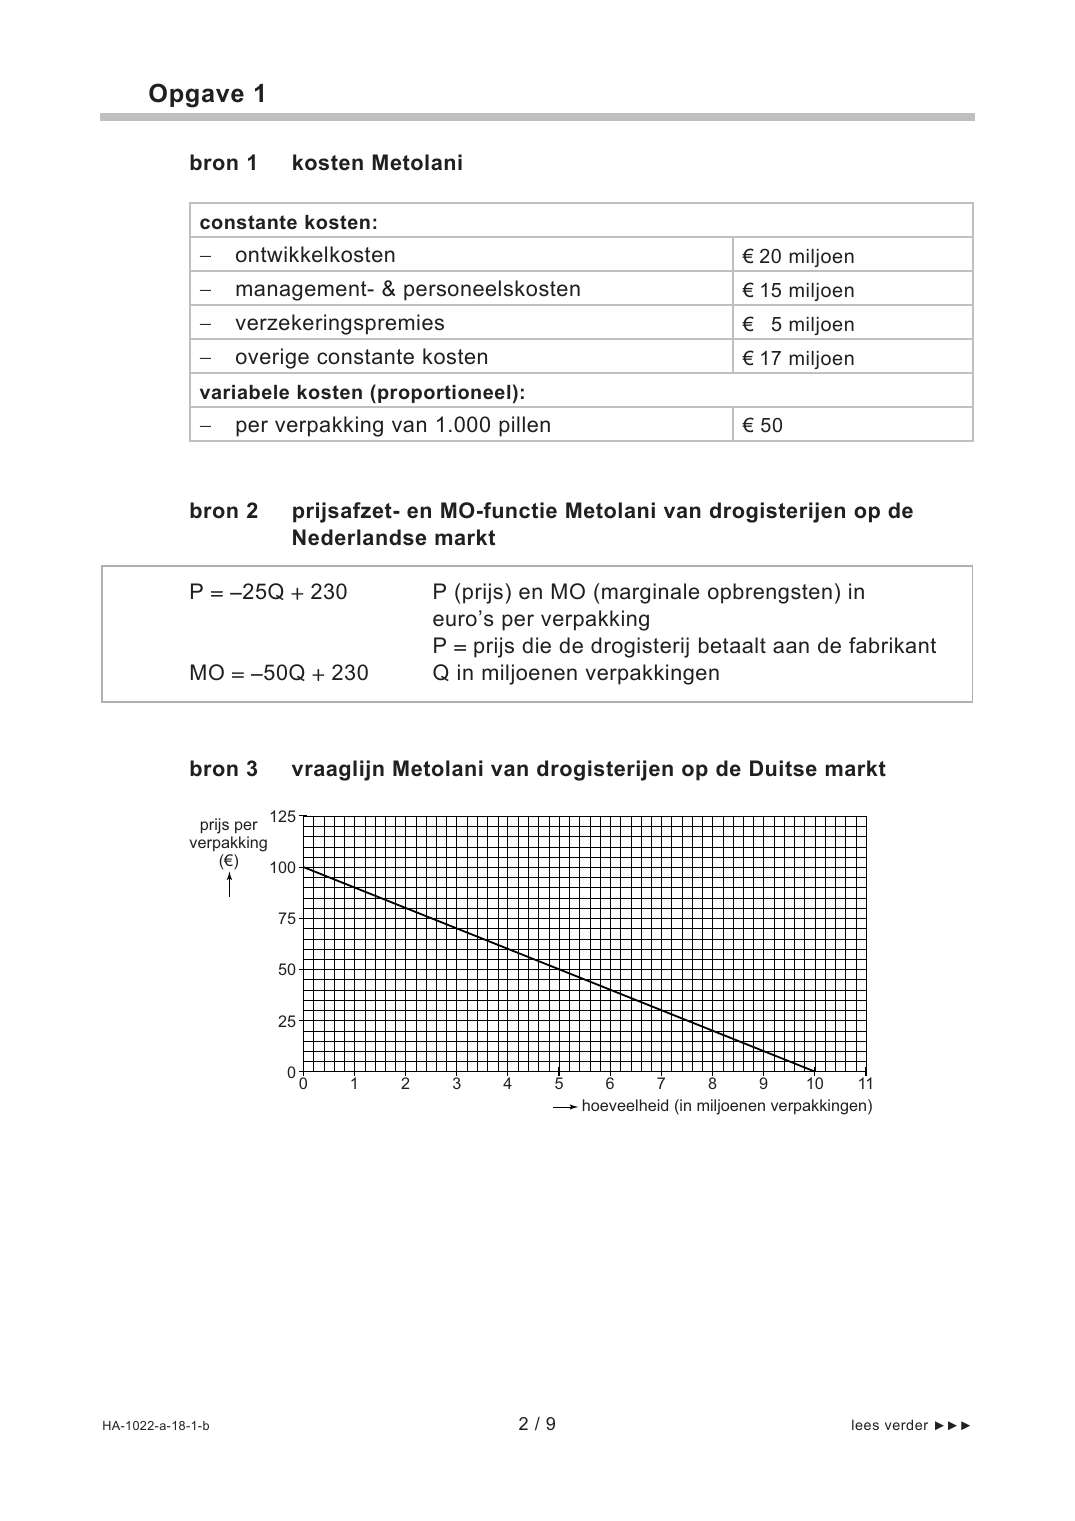 Opgave 1
bron 1 kosten Metolani
constante kosten:
– ontwikkelkosten € 20 miljoen
– management- & personeelskosten € 15 miljoen
– verzekeringspremies € 5 miljoen
– overige constante kosten € 17 miljoen
variabele kosten (proportioneel):
– per verpakking van 1.000 pillen € 50
bron 2 prijsafzet- en MO-functie Metolani van drogisterijen op de
Nederlandse markt
P = –25Q + 230 P (prijs) en MO (marginale opbrengsten) in
euro’s per verpakking
P = prijs die de drogisterij betaalt aan de fabrikant
MO = –50Q + 230 Q in miljoenen verpakkingen
bron 3 vraaglijn Metolani van drogisterijen op de Duitse markt
prijs per
verpakking
(€)
125
100
75
50
25
0
0 1 2 3 4 5 6 7 8 9 10 11
hoeveelheid (in miljoenen verpakkingen)
HA-1022-a-18-1-b 2 / 9 lees verder ►►►